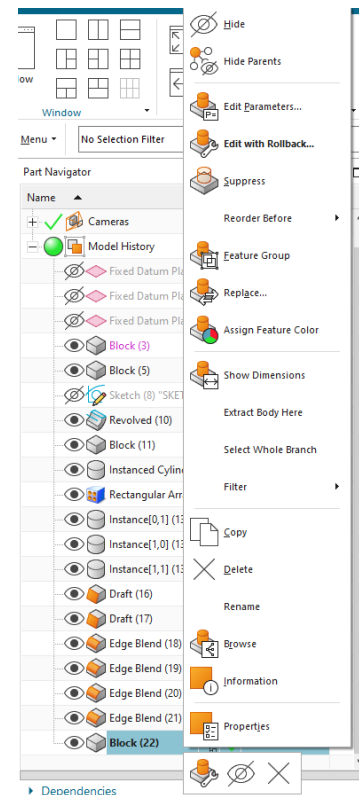 ow
Window
Menu
No Selection Filter
Part Navigator
Name
Cameras
Model History
Fixed Datum Pla
Fixed Datum Pla
Fixed Datum Pla
Block (3)
Block (5)
Sketch (8) "SKET
Revolved (10)
Block (11)
Instanced Cylin
Rectangular Arr
Instance[0,1] (13
Instance[1,0] (13
Instance[1,1] (13
Draft (16)
Draft (17)
Edge Blend (18)
Edge Blend (19)
Edge Blend (20)
Edge Blend (21)
Block (22)
Dependencies
Hide
Hide Parents
Edit Parameters...
Edit with Rollback...
Suppress
Reorder Before
Feature Group
Replace...
Assign Feature Color
Show Dimensions
Extract Body Here
Select Whole Branch
Filter
Copy
Delete
Rename
Browse
Information
Properties